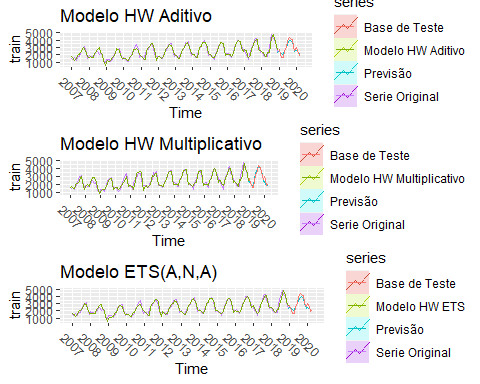 series
Modelo HW Aditivo
train
5000
4000
3000
2000
1000
2007
2008
2009
2010
2011
2012
2013
2014
2015
2016
2017
2018
2019
2020
Time
Base de Teste
Modelo HW Aditivo
Previsão
Serie Original
series
Modelo HW Multiplicativo
train
5000
4000
3000
2000
1000
2007
2008
2009
2010
2011
2012
2013
2014
2015
2016
2017
2018
2019
2020
Time
Base de Teste
Modelo HW Multiplicativo
Previsão
Serie Original
series
Modelo ETS(A,N,A)
train
5000
4000
3000
2000
1000
2007
2008
2009
2010
2011
2012
2013
2014
2015
2016
2017
2018
2019
2020
Time
Base de Teste
Modelo HW ETS
Previsão
Serie Original